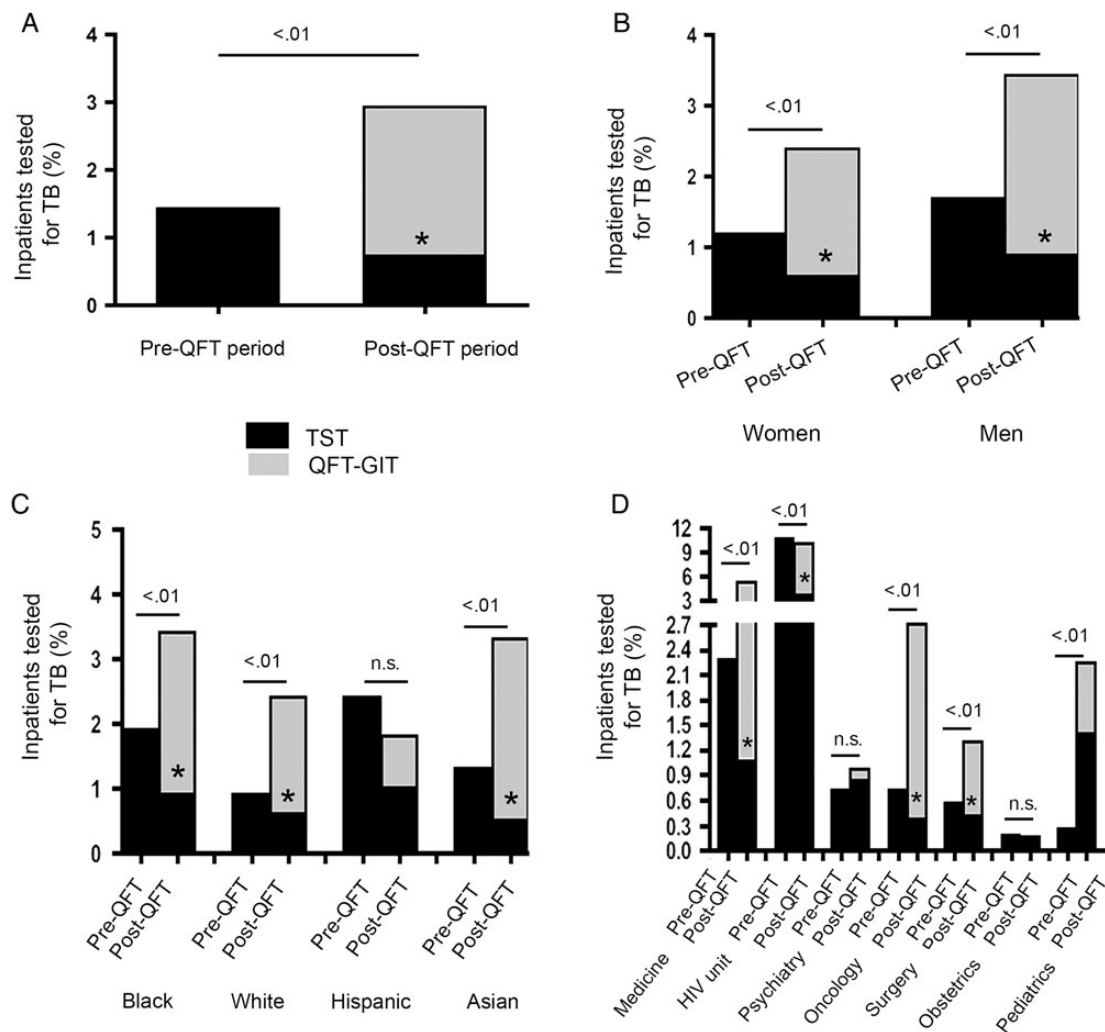 A
Inpatients tested
for TB (%)
4
3
2
1
0
<.01
*
Pre-QFT period
Post-QFT period
B
Inpatients tested
for TB (%)
4
3
2
1
0
<.01
<.01
*
*
Pre-QFT
Post-QFT
Pre-QFT
Post-QFT
Women
Men
TST
QFT-GIT
C
Inpatients tested
for TB (%)
5
4
3
2
1
0
<.01
<.01
n.s.
<.01
*
*
*
Pre-QFT
Post-QFT
Pre-QFT
Post-QFT
Pre-QFT
Post-QFT
Pre-QFT
Post-QFT
Black
White
Hispanic
Asian
D
Inpatients tested
for TB (%)
12
9
6
3
2.7
2.4
2.1
1.8
1.5
1.2
0.9
0.6
0.3
0.0
<.01
<.01
n.s.
<.01
<.01
n.s.
<.01
*
*
*
*
Pre-QFT
Post-QFT
Pre-QFT
Post-QFT
Pre-QFT
Post-QFT
Pre-QFT
Post-QFT
Pre-QFT
Post-QFT
Pre-QFT
Post-QFT
Pre-QFT
Post-QFT
Medicine
HIV unit
Psychiatry
Oncology
Surgery
Obstetrics
Pediatrics